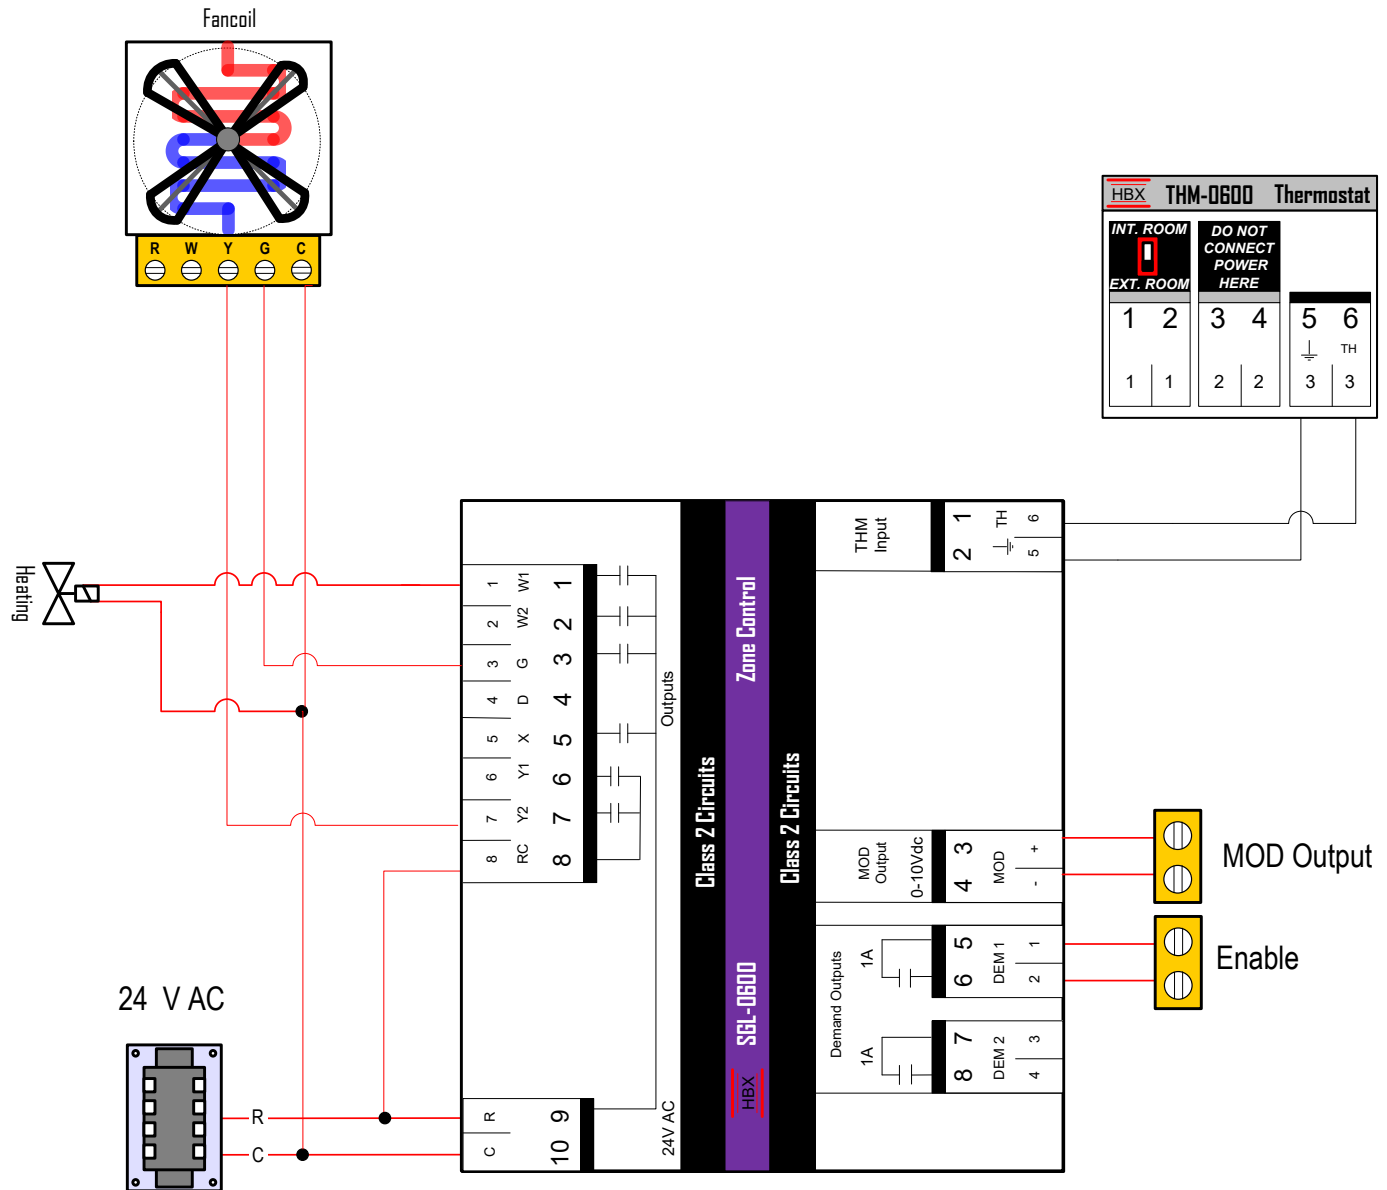 Fancoil
R W Y G C
HBX THM-0600 Thermostat
INT. ROOM
EXT. ROOM
DO NOT
CONNECT
POWER
HERE
1 2 3 4 5 6
TH
1 1 2 2 3 3
Heating
1 W1 1
2 W2 2
3 G 3
4 D 4
5 X 5
6 Y1 6
7 Y2 7
8 RC 8
Outputs
R 9
C 10
24V AC
Class 2 Circuits
HBX SGL-0600 Zone Control
Class 2 Circuits
THM
Input
1 TH 6
2 5
MOD
Output
0-10Vdc
3 +
4 -
MOD
Demand Outputs
1A
5 1
6 2
DEM 1
1A
7 3
8 4
DEM 2
MOD Output
Enable
24 V AC
R
C